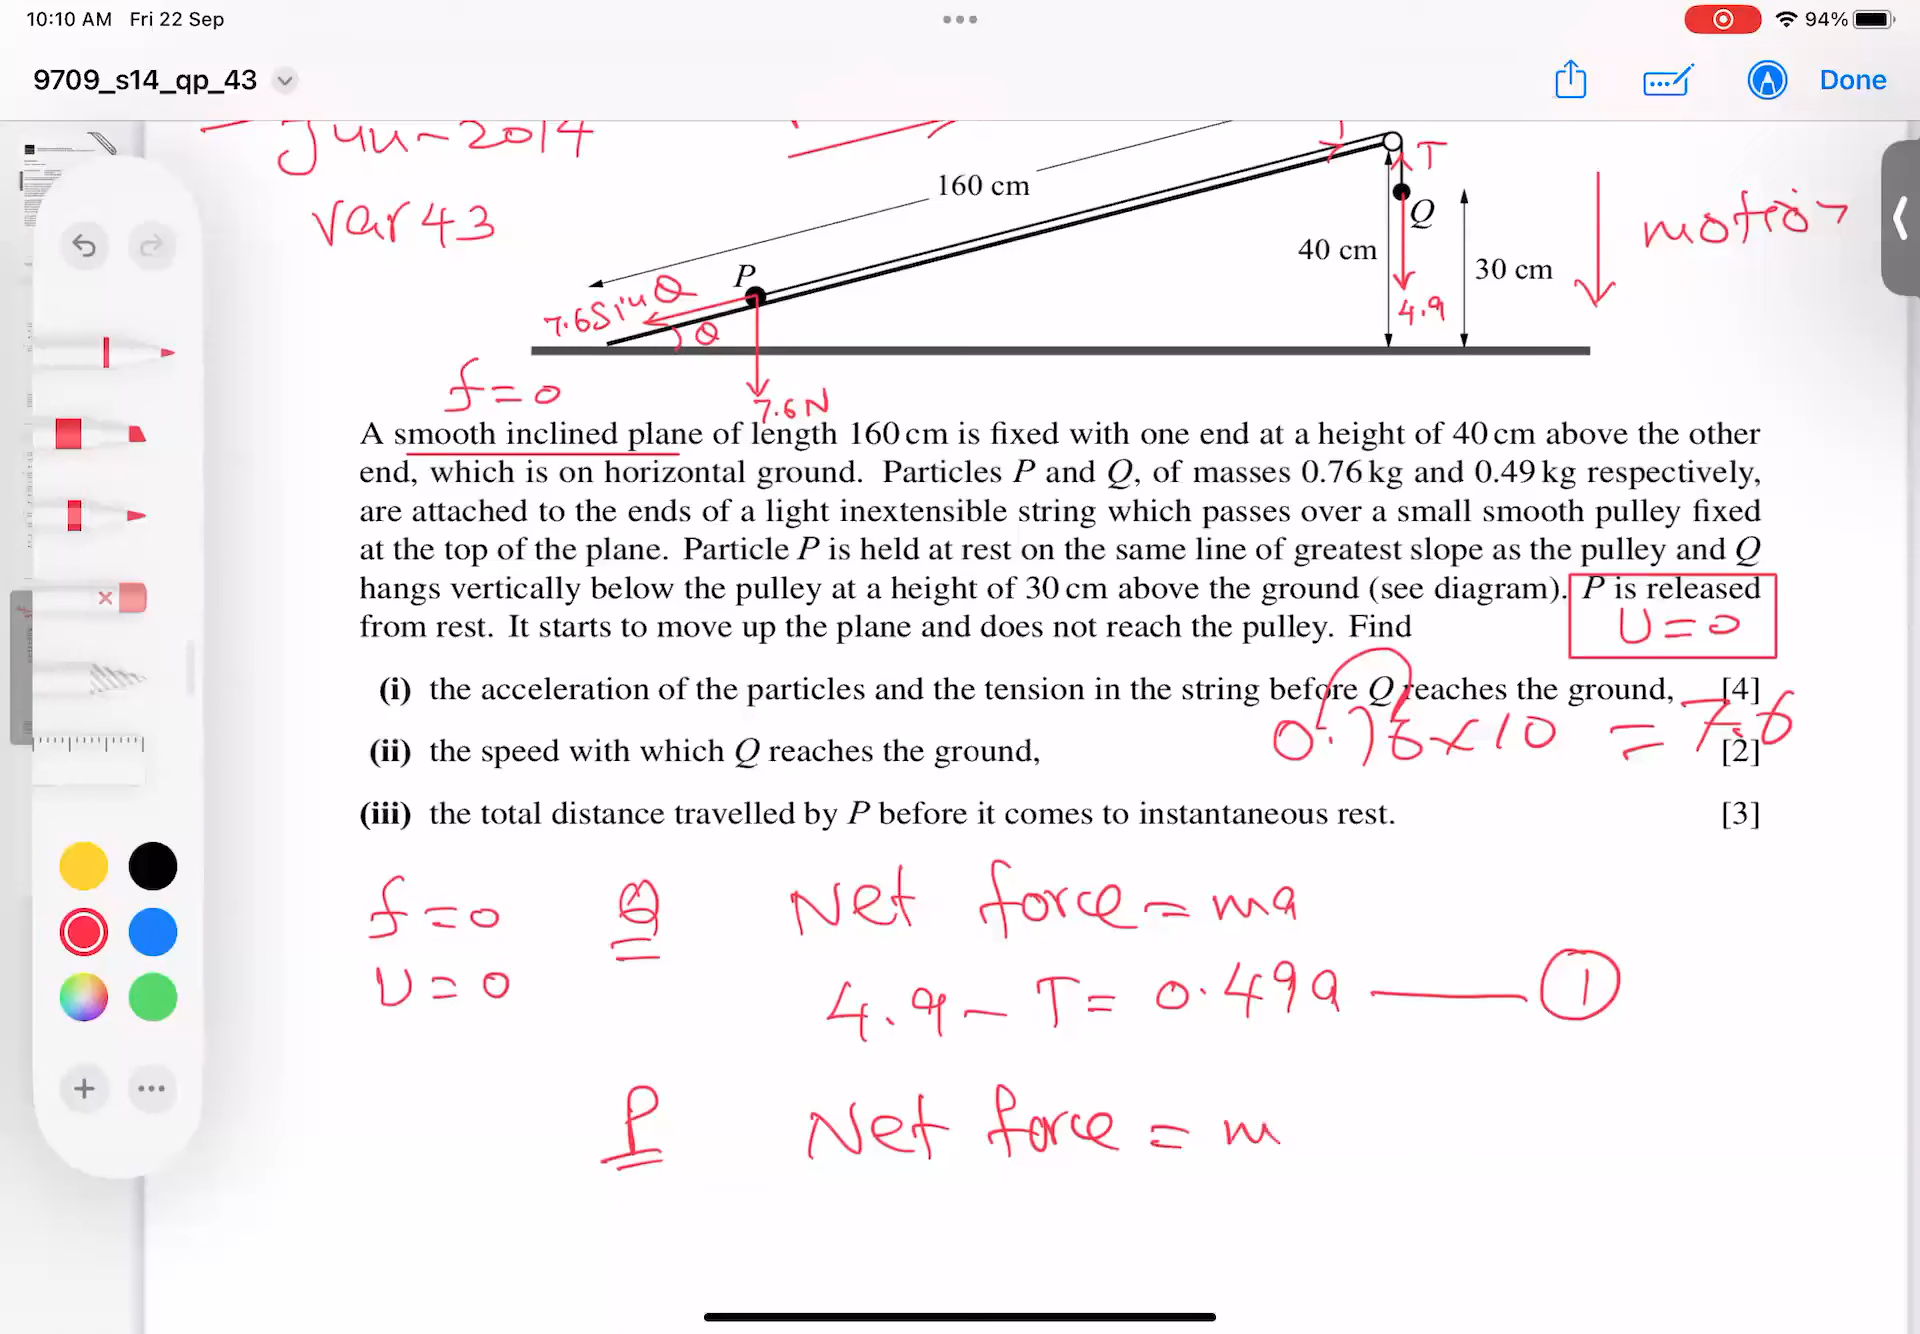 10:10 AM Fri 22 Sep
94%
9709_s14_qp_43
Done
Jun-2014
Var 43
160 cm
T
Q
40 cm
30 cm
motion
P
7.6Sinθ
θ
4.9
f=0
7.6N
A smooth inclined plane of length 160 cm is fixed with one end at a height of 40 cm above the other
end, which is on horizontal ground. Particles P and Q, of masses 0.76 kg and 0.49 kg respectively,
are attached to the ends of a light inextensible string which passes over a small smooth pulley fixed
at the top of the plane. Particle P is held at rest on the same line of greatest slope as the pulley and Q
hangs vertically below the pulley at a height of 30 cm above the ground (see diagram). P is released
from rest. It starts to move up the plane and does not reach the pulley. Find
U=0
(i) the acceleration of the particles and the tension in the string before Q reaches the ground, [4]
0.76×10 = 7.6
(ii) the speed with which Q reaches the ground, [2]
(iii) the total distance travelled by P before it comes to instantaneous rest. [3]
f=0 Q Net force=ma
U=0 4.9-T= 0.49a 1
P Net force = m